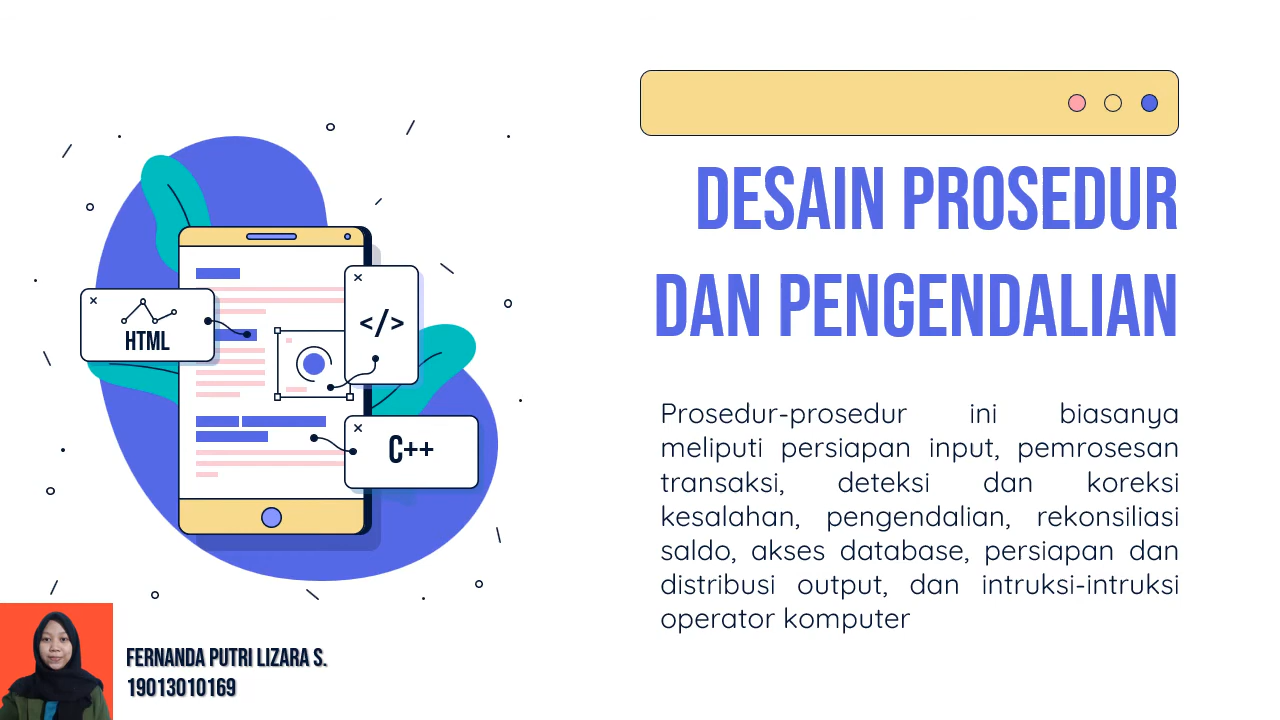 DESAIN PROSEDUR
DAN PENGENDALIAN
Prosedur-prosedur ini biasanya
meliputi persiapan input, pemrosesan
transaksi, deteksi dan koreksi
kesalahan, pengendalian, rekonsiliasi
saldo, akses database, persiapan dan
distribusi output, dan intruksi-intruksi
operator komputer
HTML
</>
C++
FERNANDA PUTRI LIZARA S.
19013010169